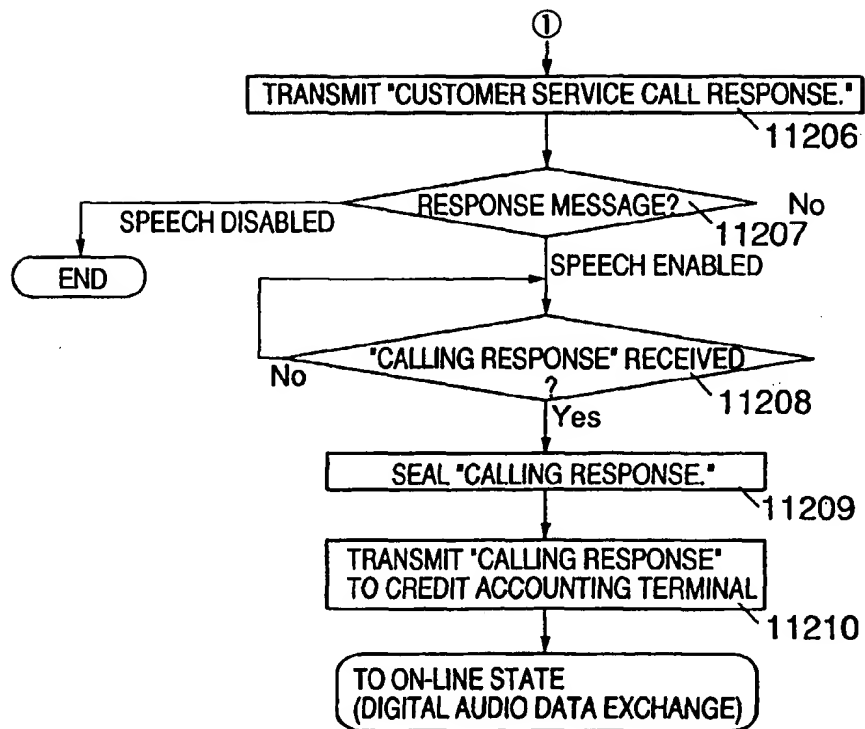 ①
TRANSMIT "CUSTOMER SERVICE CALL RESPONSE."
11206
RESPONSE MESSAGE?
No
11207
SPEECH DISABLED
END
SPEECH ENABLED
"CALLING RESPONSE" RECEIVED
?
No
11208
Yes
SEAL "CALLING RESPONSE."
11209
TRANSMIT "CALLING RESPONSE"
TO CREDIT ACCOUNTING TERMINAL
11210
TO ON-LINE STATE
(DIGITAL AUDIO DATA EXCHANGE)